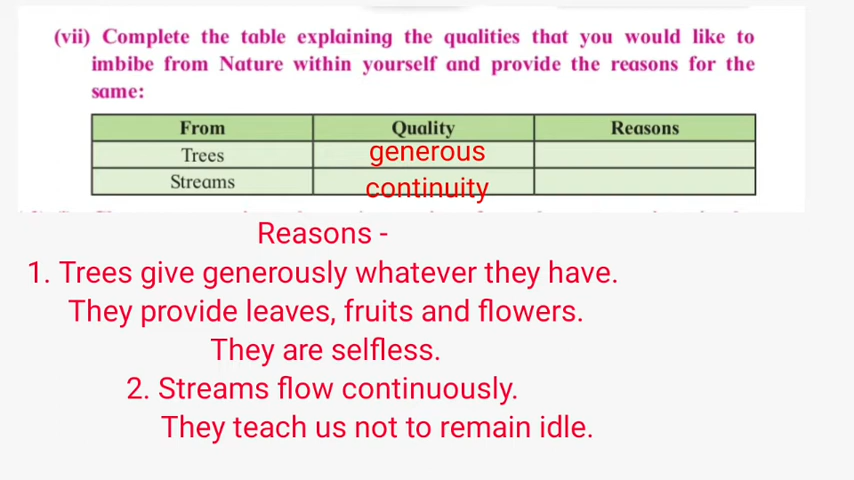 (vii) Complete the table explaining the qualities that you would like to
imbibe from Nature within yourself and provide the reasons for the
same:
From Quality Reasons
Trees generous
Streams continuity
Reasons -
1. Trees give generously whatever they have.
They provide leaves, fruits and flowers.
They are selfless.
2. Streams flow continuously.
They teach us not to remain idle.